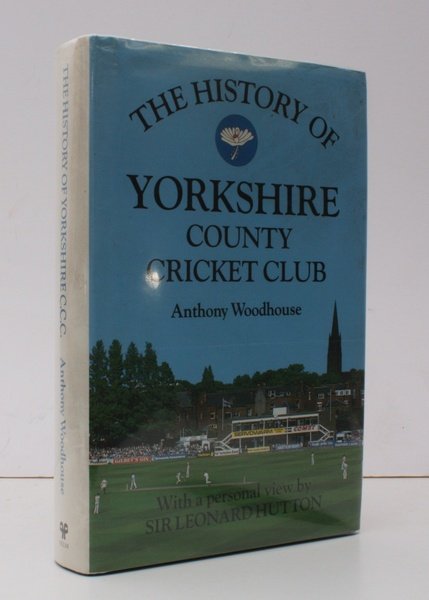 THE HISTORY OF
YORKSHIRE
COUNTY
CRICKET CLUB
Anthony Woodhouse
With a personal view by
SIR LEONARD HUTTON
THE HISTORY OF YORKSHIRE C.C.C.
Anthony Woodhouse